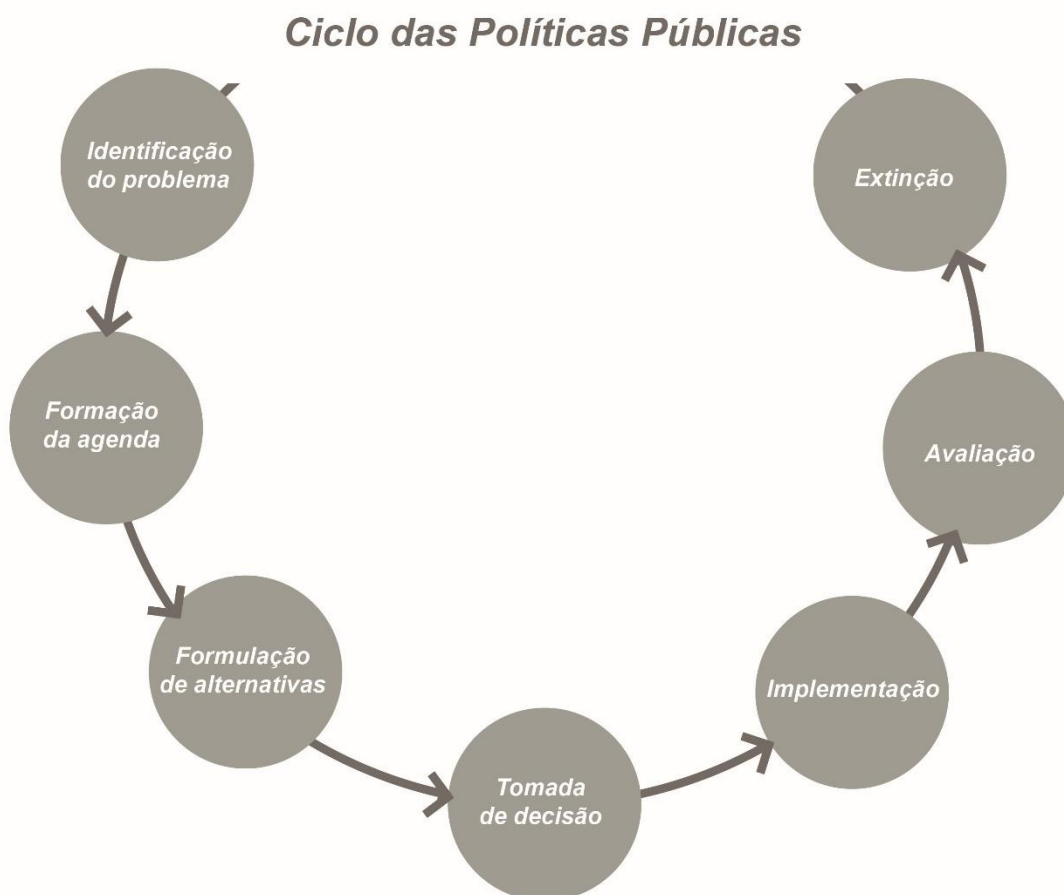 Ciclo das Políticas Públicas
Identificação
do problema
Formação
da agenda
Formulação
de alternativas
Tomada
de decisão
Implementação
Avaliação
Extinção